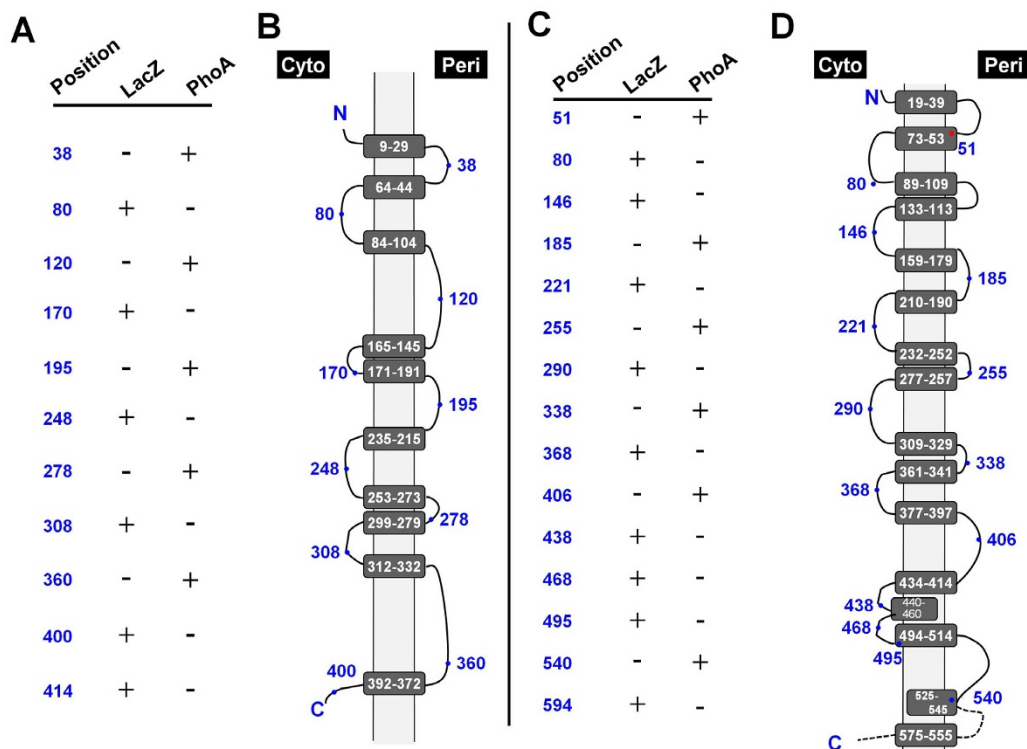 A
Position LacZ PhoA
38 - +
80 + -
120 - +
170 + -
195 - +
248 + -
278 - +
308 + -
360 - +
400 + -
414 + -
B
Cyto Peri
N
9-29
38
64-44
80
84-104
120
165-145
170
171-191
195
235-215
248
253-273
278
299-279
308
312-332
360
400
392-372
C
C
Position LacZ PhoA
51 - +
80 + -
146 + -
185 - +
221 + -
255 - +
290 + -
338 - +
368 + -
406 - +
438 + -
468 + -
495 + -
540 - +
594 + -
D
Cyto Peri
N
19-39
73-53
51
80
89-109
133-113
146
159-179
185
210-190
221
232-252
255
277-257
290
309-329
338
361-341
368
377-397
406
434-414
438
440-
460
468
494-514
495
525-
545
540
575-555
C